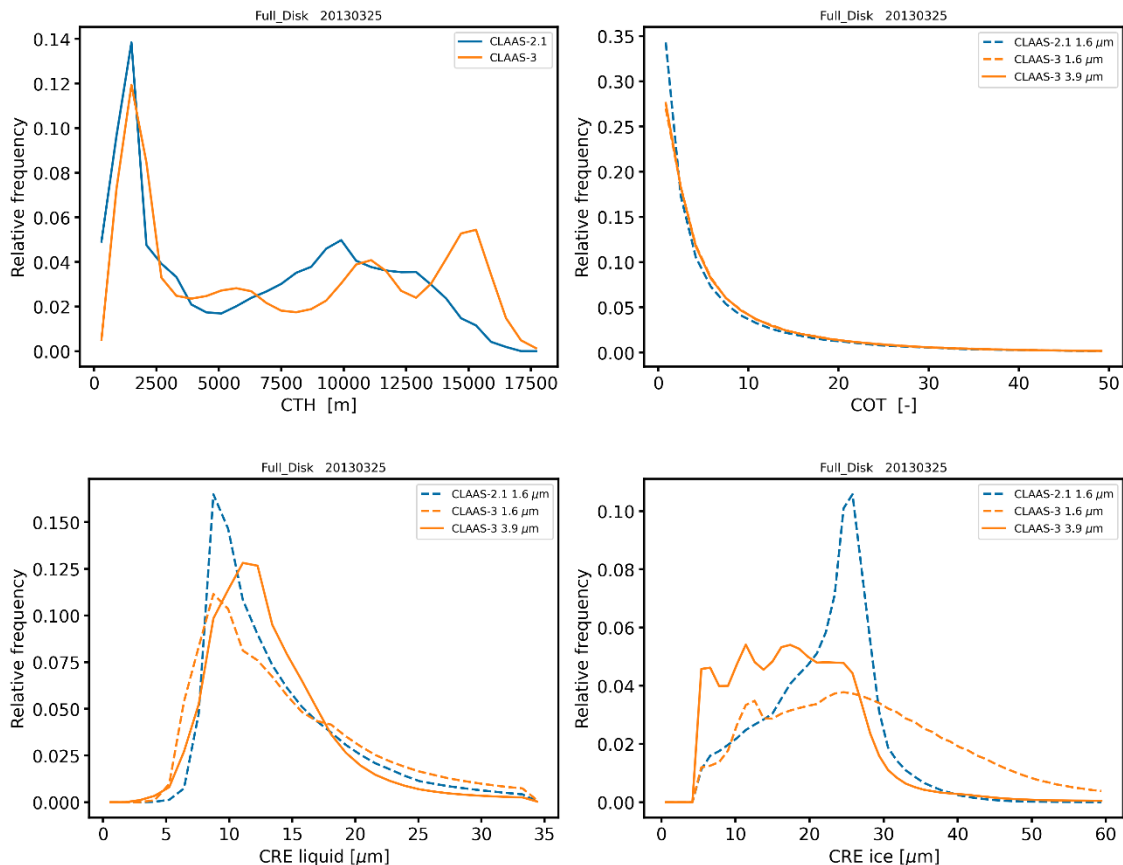 Full_Disk 20130325
CLAAS-2.1
CLAAS-3
Relative frequency
0.14
0.12
0.10
0.08
0.06
0.04
0.02
0.00
0 2500 5000 7500 10000 12500 15000 17500
CTH [m]
Full_Disk 20130325
CLAAS-2.1 1.6 μm
CLAAS-3 1.6 μm
CLAAS-3 3.9 μm
Relative frequency
0.35
0.30
0.25
0.20
0.15
0.10
0.05
0.00
0 10 20 30 40 50
COT [-]
Full_Disk 20130325
CLAAS-2.1 1.6 μm
CLAAS-3 1.6 μm
CLAAS-3 3.9 μm
Relative frequency
0.150
0.125
0.100
0.075
0.050
0.025
0.000
0 5 10 15 20 25 30 35
CRE liquid [μm]
Full_Disk 20130325
CLAAS-2.1 1.6 μm
CLAAS-3 1.6 μm
CLAAS-3 3.9 μm
Relative frequency
0.10
0.08
0.06
0.04
0.02
0.00
0 10 20 30 40 50 60
CRE ice [μm]